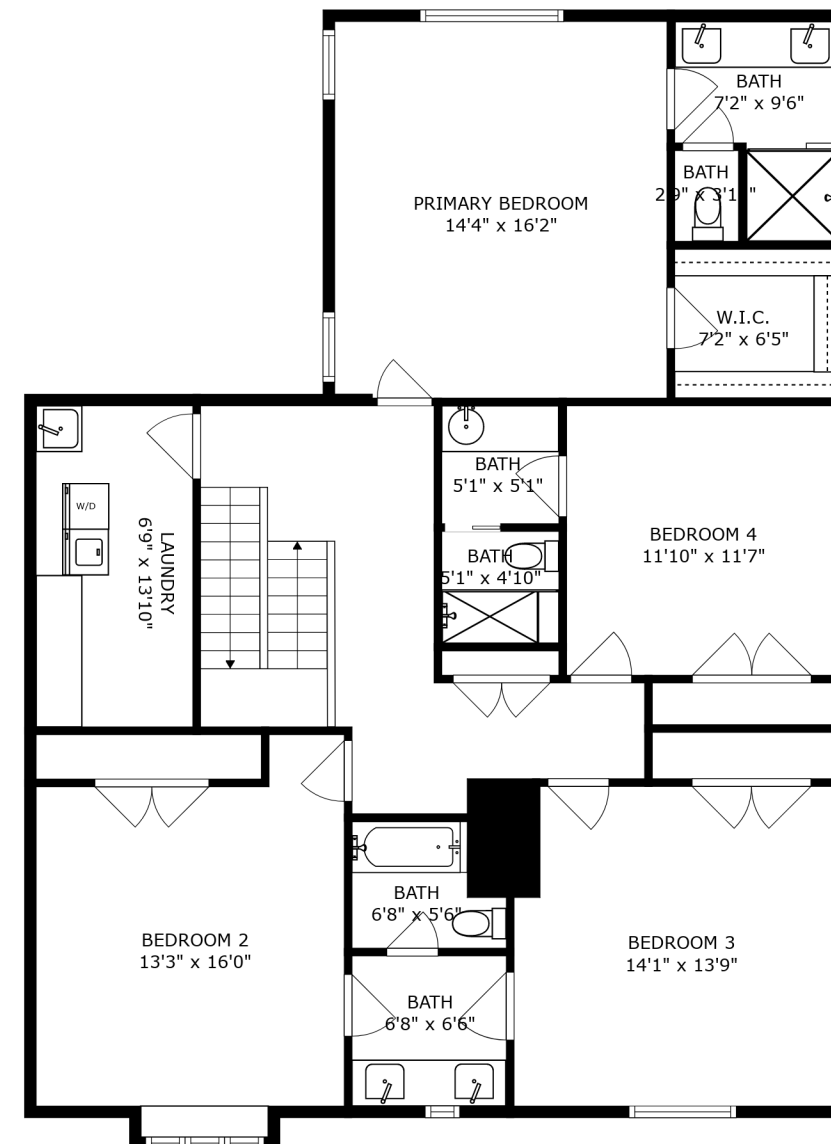 BATH
7'2" x 9'6"
BATH
PRIMARY BEDROOM
14'4" x 16'2"
W.I.C.
7'2" x 6'5"
BATH
5'1" x 5'1"
BEDROOM 4
11'10" x 11'7"
BATH
5'1" x 4'10"
W/D
LAUNDRY
6'9" x 13'10"
BATH
6'8" x 5'6"
BEDROOM 2
13'3" x 16'0"
BEDROOM 3
14'1" x 13'9"
BATH
6'8" x 6'6"